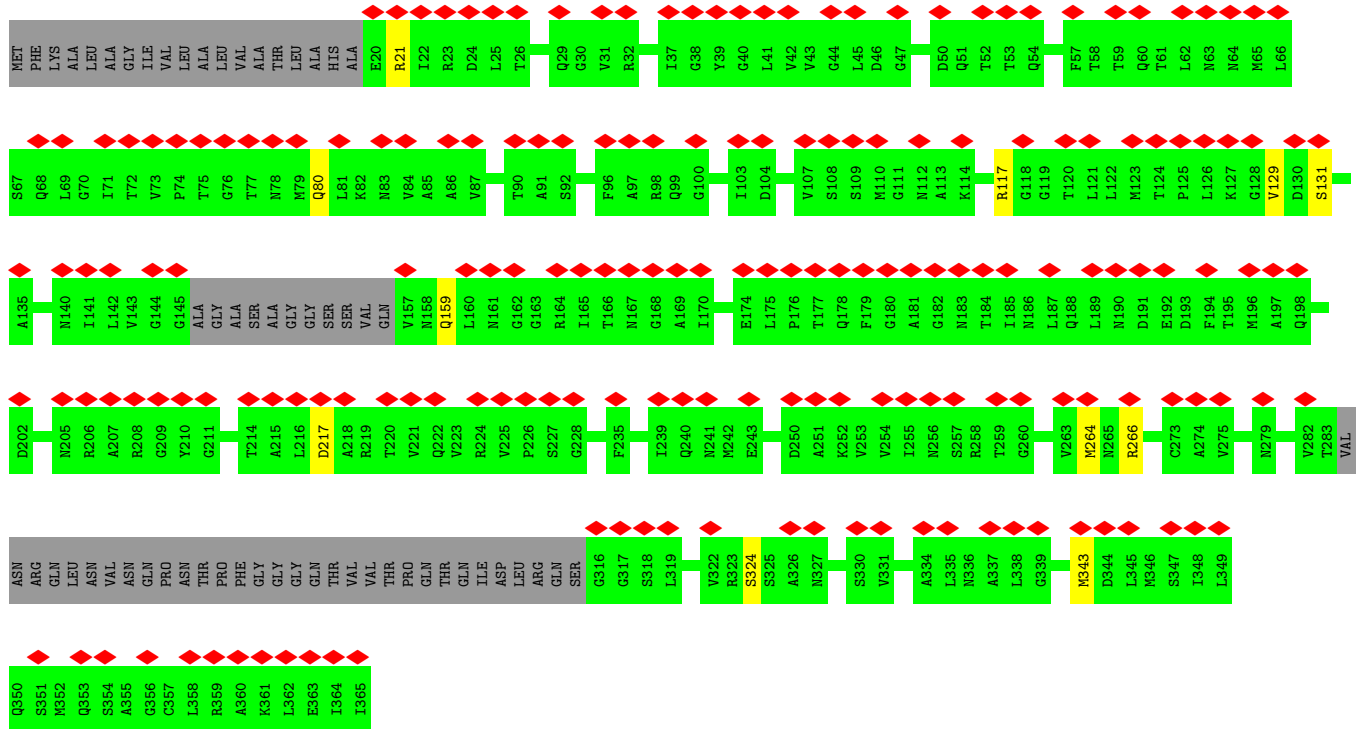 MET PHE LYS ALA LEU ALA GLY ILE VAL LEU ALA LEU VAL ALA THR LEU ALA HIS ALA E20 R21 I22 R23 D24 L25 T26 Q29 G30 V31 R32 I37 G38 Y39 G40 L41 V42 V43 G44 L45 D46 G47 D50 Q51 T52 T53 Q54 F57 T58 T59 Q60 T61 L62 N63 N64 M65 L66
S67 Q68 L69 G70 I71 T72 V73 P74 T75 G76 T77 N78 M79 Q80 L81 K82 N83 V84 A85 A86 V87 T90 A91 S92 F96 A97 R98 Q99 G100 I103 D104 V107 S108 S109 M110 G111 N112 A113 K114 R117 G118 G119 T120 L121 L122 M123 T124 P125 L126 K127 G128 V129 D130 S131
A135 N140 I141 L142 V143 G144 G145 ALA GLY ALA SER ALA GLY GLY SER SER VAL GLN V157 N158 Q159 L160 N161 G162 G163 R164 I165 T166 N167 G168 A169 I170 E174 L175 P176 T177 Q178 F179 G180 A181 G182 N183 T184 I185 N186 L187 Q188 L189 N190 D191 E192 D193 F194 T195 M196 A197 Q198
D202 N205 R206 A207 R208 G209 Y210 G211 T214 A215 L216 D217 A218 R219 T220 V221 Q222 V223 R224 V225 P226 S227 G228 F235 I239 Q240 N241 M242 E243 D250 A251 K252 V253 V254 I255 N256 S257 R258 T259 G260 V263 M264 N265 R266 C273 A274 V275 N279 V282 T283 VAL
ASN ARG GLN LEU ASN VAL ASN GLN PRO ASN THR PRO PHE GLY GLY GLY GLN THR VAL VAL THR PRO GLN THR GLN ILE ASP LEU ARG GLN SER G316 G317 S318 L319 V322 R323 S324 S325 A326 N327 S330 V331 A334 L335 N336 A337 L338 G339 M343 D344 L345 M346 S347 I348 L349
Q350 S351 M352 Q353 S354 A355 G356 C357 L358 R359 A360 K361 L362 E363 I364 I365